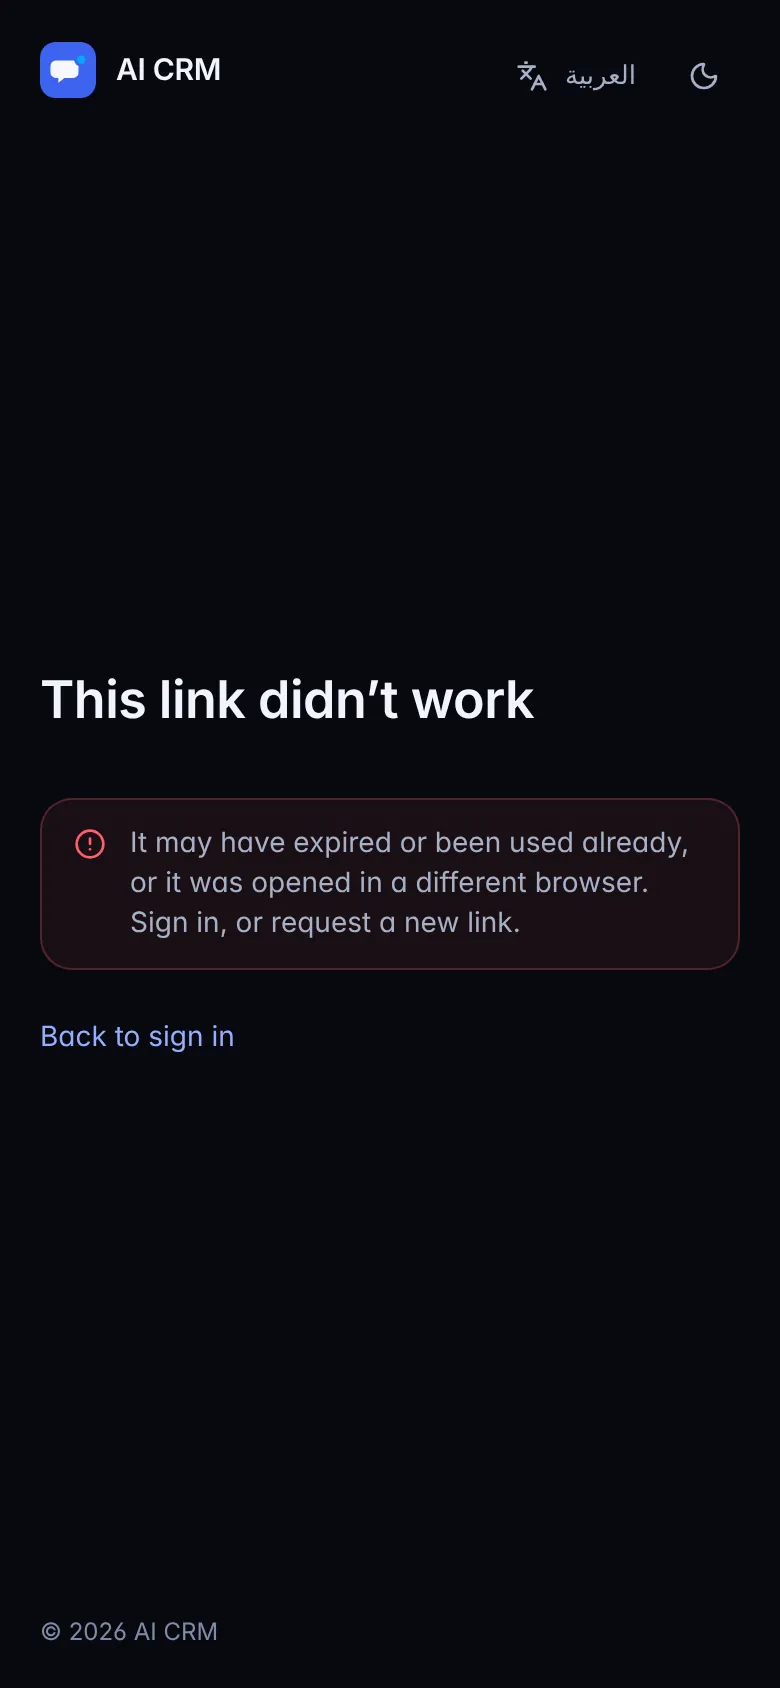 AI CRM
العربية
This link didn’t work
It may have expired or been used already,
or it was opened in a different browser.
Sign in, or request a new link.
Back to sign in
© 2026 AI CRM